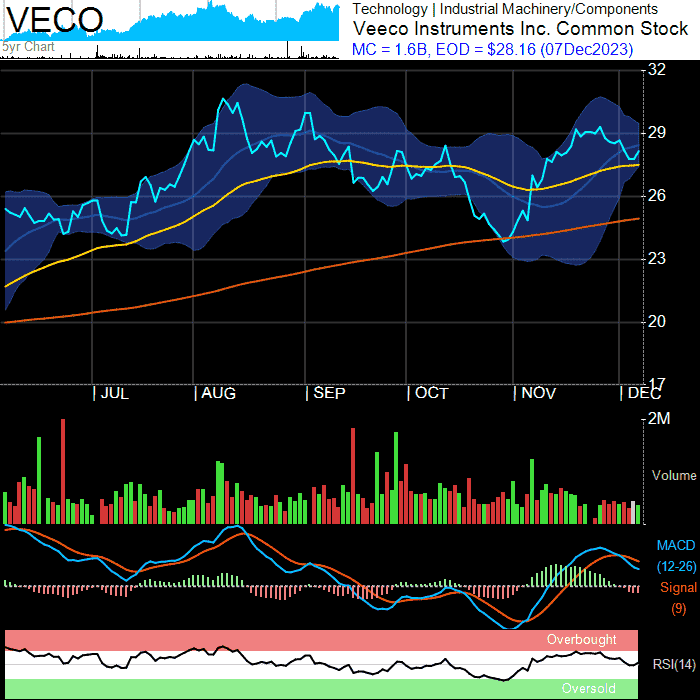 VECO
Technology | Industrial Machinery/Components
Veeco Instruments Inc. Common Stock
MC = 1.6B, EOD = $28.16 (07Dec2023)
5yr Chart
32
29
26
23
20
17
JUL AUG SEP OCT NOV DEC
2M
Volume
MACD
(12-26)
Signal
(9)
Overbought
RSI(14)
Oversold